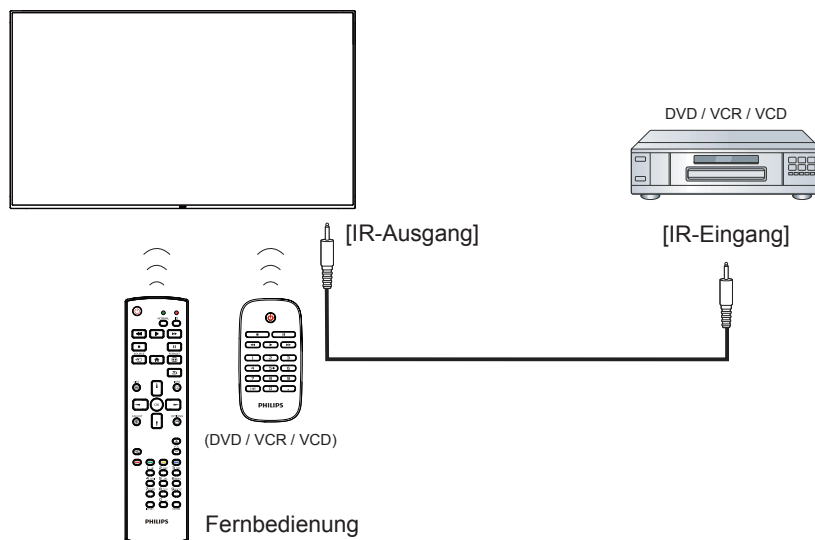 DVD / VCR / VCD
[IR-Ausgang]
[IR-Eingang]
PHILIPS
(DVD / VCR / VCD)
PHILIPS
Fernbedienung